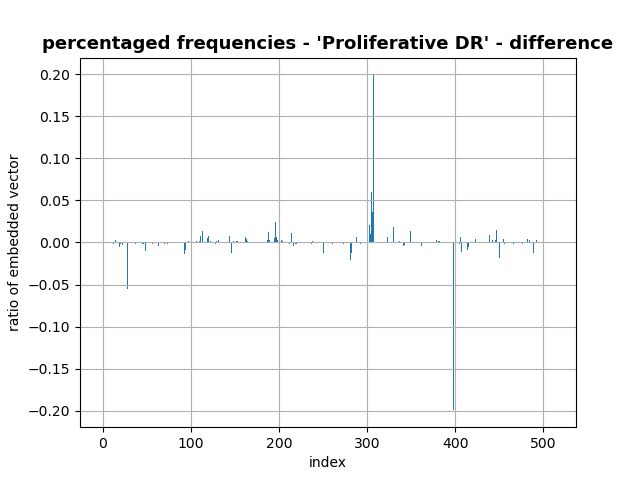 percentaged frequencies - 'Proliferative DR' - difference
0.20
0.15
0.10
0.05
0.00
−0.05
−0.10
−0.15
−0.20
ratio of embedded vector
0 100 200 300 400 500
index